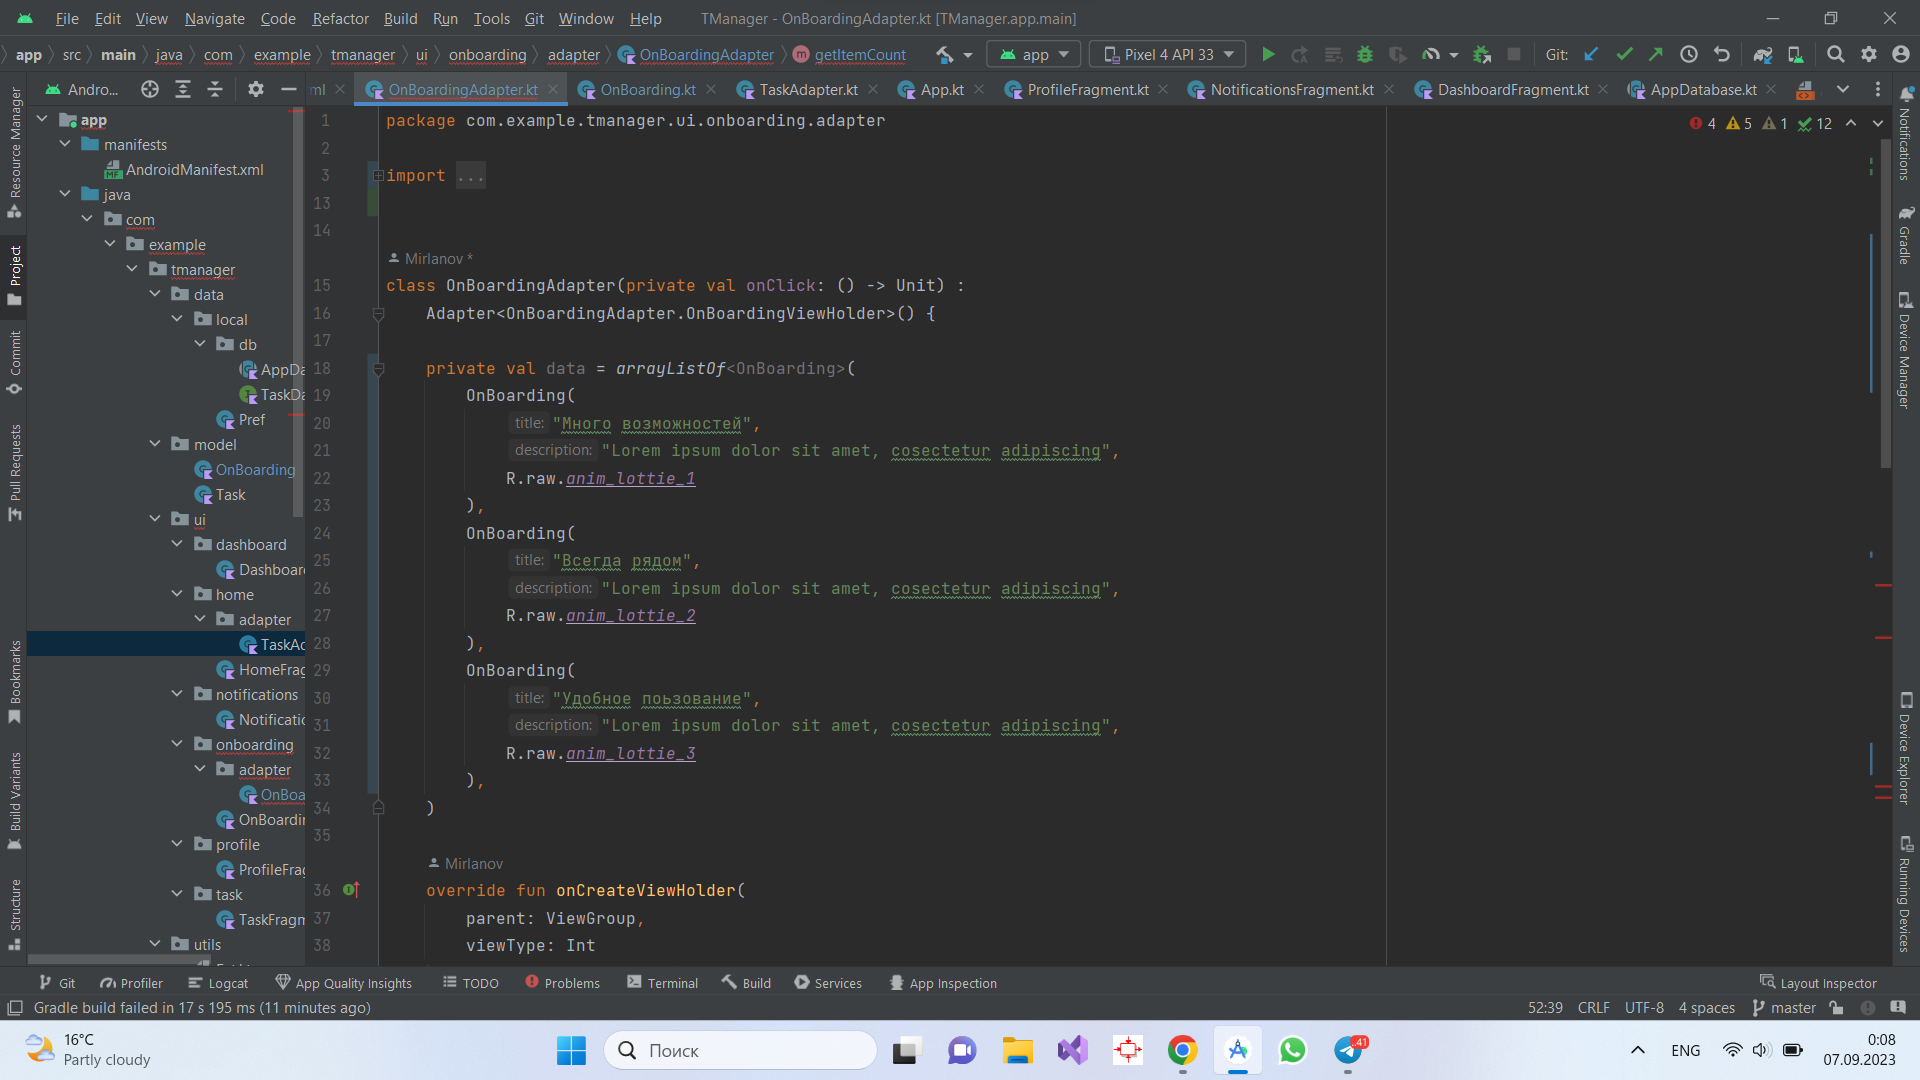 File Edit View Navigate Code Refactor Build Run Tools Git Window Help TManager - OnBoardingAdapter.kt [TManager.app.main]
app src main java com example tmanager ui onboarding adapter OnBoardingAdapter getItemCount app Pixel 4 API 33 Git:
Andro... ml OnBoardingAdapter.kt OnBoarding.kt TaskAdapter.kt App.kt ProfileFragment.kt NotificationsFragment.kt DashboardFragment.kt AppDatabase.kt
4 5 1 12
Resource Manager
Project
Commit
Pull Requests
Bookmarks
Build Variants
Structure
app
manifests
AndroidManifest.xml
java
com
example
tmanager
data
local
db
AppDa
TaskDa
Pref
model
OnBoarding
Task
ui
dashboard
Dashboar
home
adapter
TaskAd
HomeFrag
notifications
Notificatio
onboarding
adapter
OnBoa
OnBoardin
profile
ProfileFrag
task
TaskFragm
utils
1 package com.example.tmanager.ui.onboarding.adapter
2
3 import ...
13
14
Mirlanov *
15 class OnBoardingAdapter(private val onClick: () -> Unit) :
16 Adapter<OnBoardingAdapter.OnBoardingViewHolder>() {
17
18 private val data = arrayListOf<OnBoarding>(
19 OnBoarding(
20 title: "Много возможностей",
21 description: "Lorem ipsum dolor sit amet, cosectetur adipiscing",
22 R.raw.anim_lottie_1
23 ),
24 OnBoarding(
25 title: "Всегда рядом",
26 description: "Lorem ipsum dolor sit amet, cosectetur adipiscing",
27 R.raw.anim_lottie_2
28 ),
29 OnBoarding(
30 title: "Удобное поьзование",
31 description: "Lorem ipsum dolor sit amet, cosectetur adipiscing",
32 R.raw.anim_lottie_3
33 ),
34 )
35
Mirlanov
36 override fun onCreateViewHolder(
37 parent: ViewGroup,
38 viewType: Int
Notifications
Gradle
Device Manager
Device Explorer
Running Devices
Git Profiler Logcat App Quality Insights TODO Problems Terminal Build Services App Inspection Layout Inspector
Gradle build failed in 17 s 195 ms (11 minutes ago) 52:39 CRLF UTF-8 4 spaces master
16°C
Partly cloudy
Поиск
41
ENG
0:08
07.09.2023